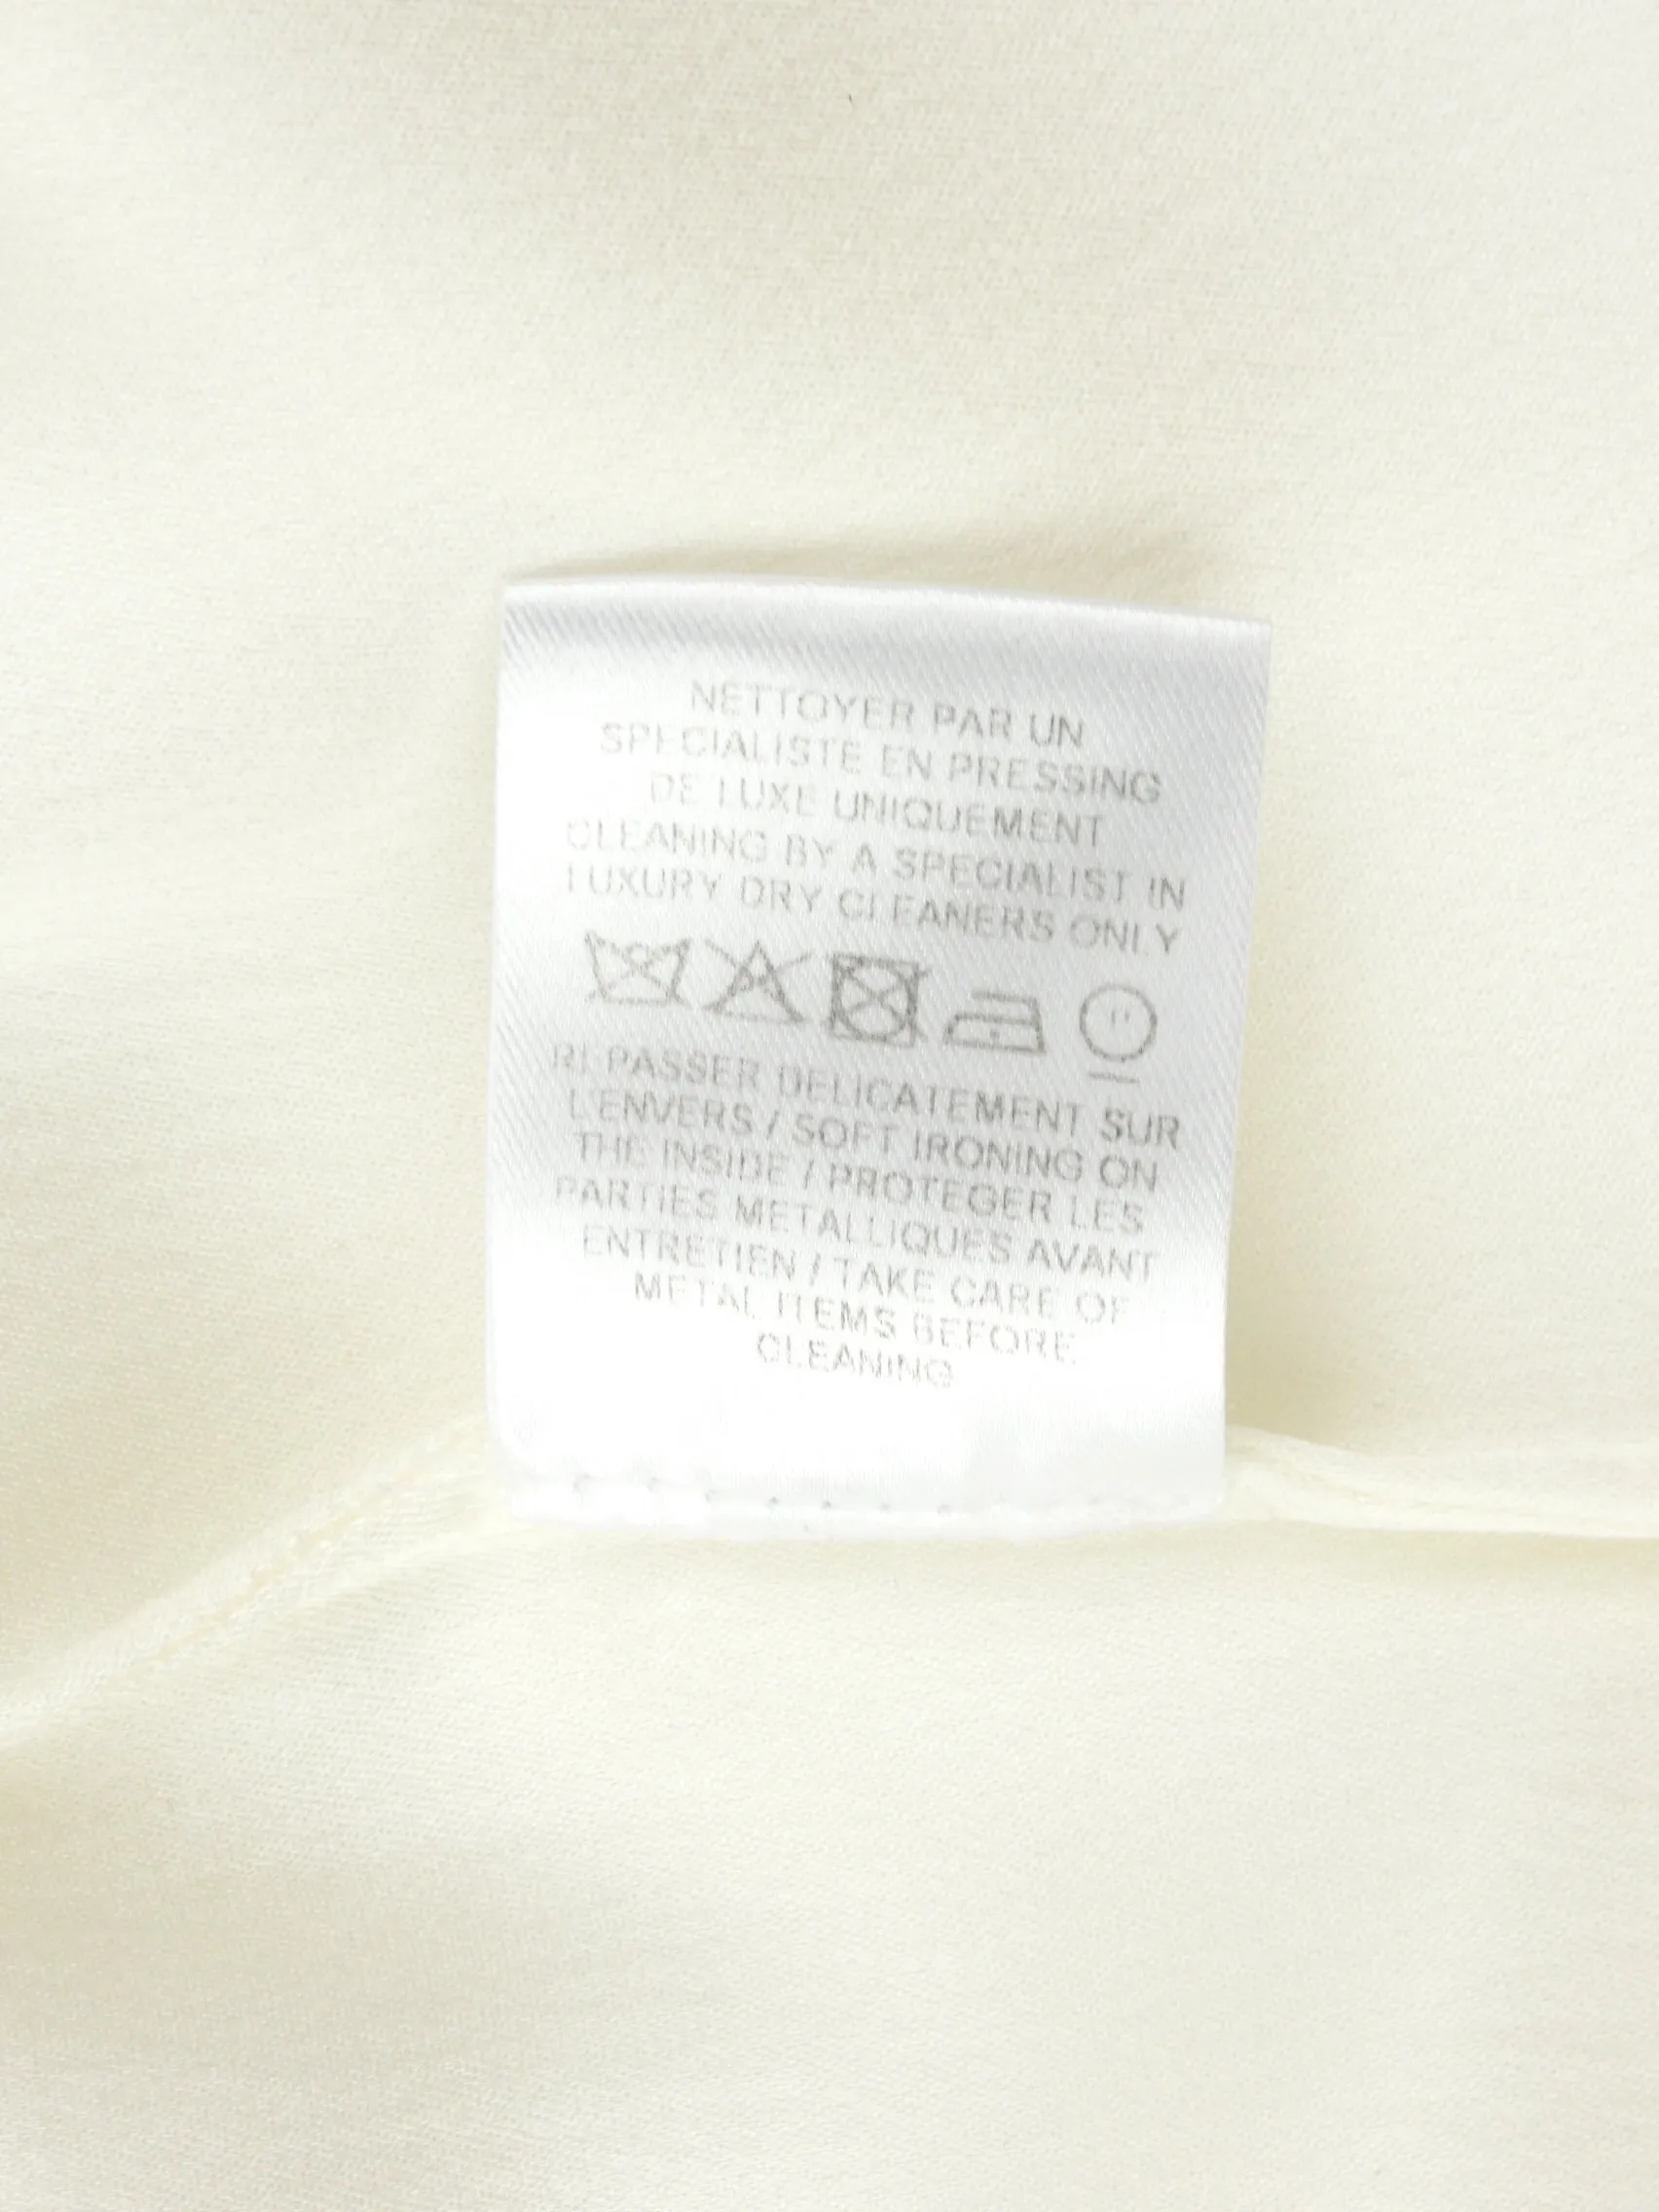 NETTOYER PAR UN
SPECIALISTE EN PRESSING
DE LUXE UNIQUEMENT
CLEANING BY A SPECIALIST IN
LUXURY DRY CLEANERS ONLY
REPASSER DELICATEMENT SUR
L'ENVERS / SOFT IRONING ON
THE INSIDE / PROTEGER LES
PARTIES METALLIQUES AVANT
ENTRETIEN / TAKE CARE OF
METAL ITEMS BEFORE
CLEANING